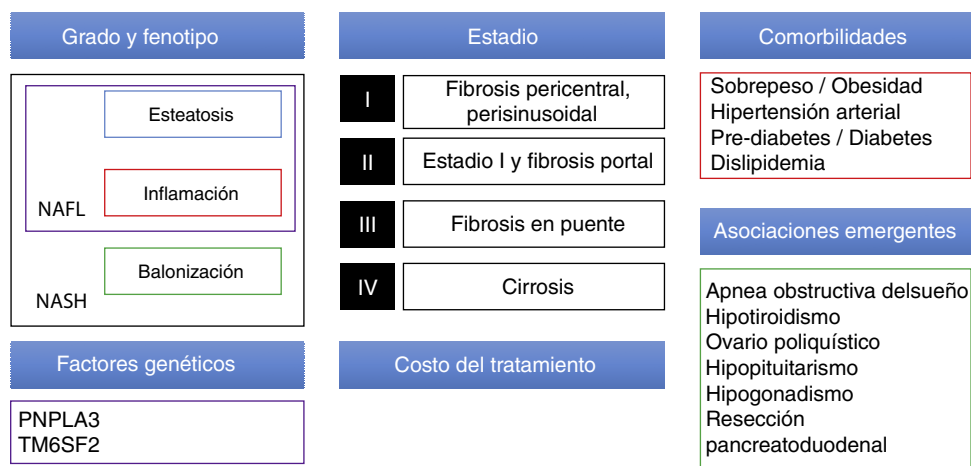 Grado y fenotipo
Esteatosis
Inflamación
NAFL
Balonización
NASH
Factores genéticos
PNPLA3
TM6SF2
Estadio
I
Fibrosis pericentral,
perisinusoidal
II
Estadio I y fibrosis portal
III
Fibrosis en puente
IV
Cirrosis
Costo del tratamiento
Comorbilidades
Sobrepeso / Obesidad
Hipertensión arterial
Pre-diabetes / Diabetes
Dislipidemia
Asociaciones emergentes
Apnea obstructiva delsueño
Hipotiroidismo
Ovario poliquístico
Hipopituitarismo
Hipogonadismo
Resección
pancreatoduodenal